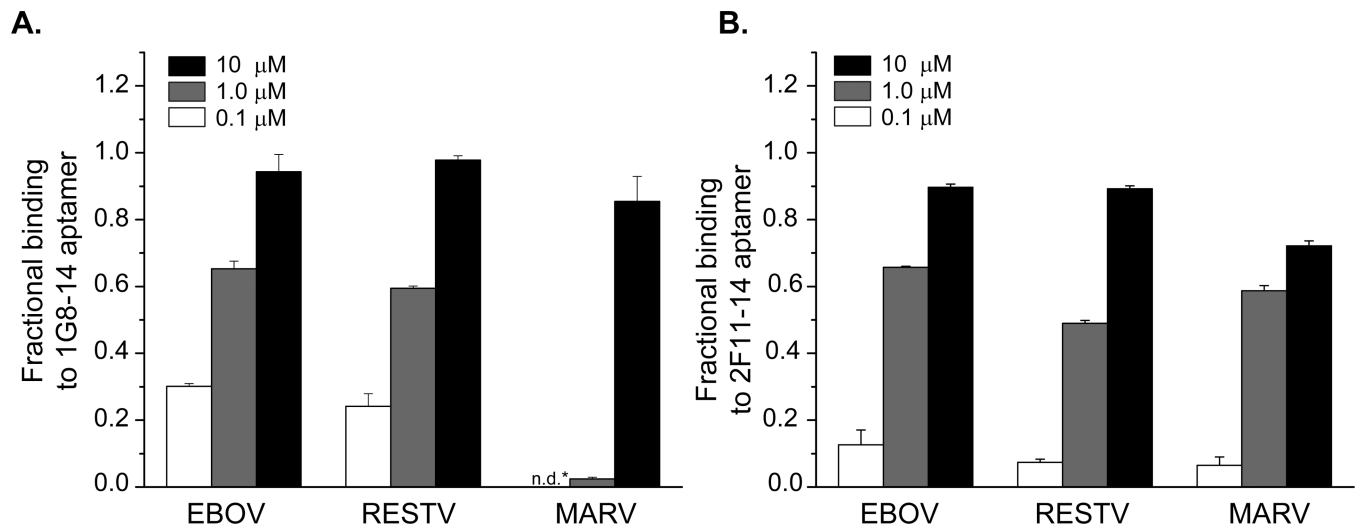 A.
10 μM
1.0 μM
0.1 μM
Fractional binding
to 1G8-14 aptamer
1.2
1.0
0.8
0.6
0.4
0.2
0.0
n.d.*
EBOV RESTV MARV
B.
10 μM
1.0 μM
0.1 μM
Fractional binding
to 2F11-14 aptamer
1.2
1.0
0.8
0.6
0.4
0.2
0.0
EBOV RESTV MARV